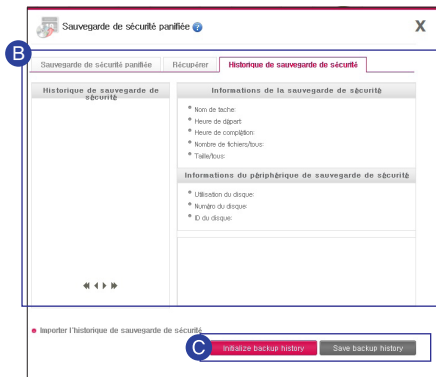 Sauvegarde de sécurité panifiée ?
X
B
Sauvegarde de sécurité panifiée
Récupérer
Historique de sauvegarde de sécurité
Historique de sauvegarde de sécurité
Informations de la sauvegarde de sécurité
Nom de tache:
Heure de départ:
Heure de complétion:
Nombre de fichiers/tous:
Taille/tous:
Informations du périphérique de sauvegarde de sécurité
Utilisation du disque:
Numéro du disque:
ID du disque:
Importer l'historique de sauvegarde de sécurité
C
Initialize backup history
Save backup history